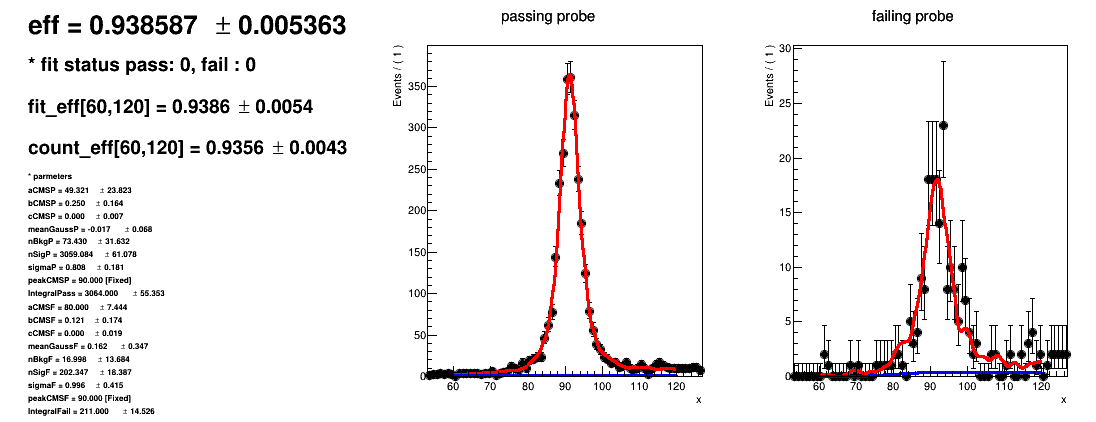 eff = 0.938587 ± 0.005363
* fit status pass: 0, fail : 0
fit_eff[60,120] = 0.9386 ± 0.0054
count_eff[60,120] = 0.9356 ± 0.0043
* parmeters
aCMSP = 49.321 ± 23.823
bCMSP = 0.250 ± 0.164
cCMSP = 0.000 ± 0.007
meanGaussP = -0.017 ± 0.068
nBkgP = 73.430 ± 31.632
nSigP = 3059.084 ± 61.078
sigmaP = 0.808 ± 0.181
peakCMSP = 90.000 [Fixed]
IntegralPass = 3064.000 ± 55.353
aCMSF = 80.000 ± 7.444
bCMSF = 0.121 ± 0.174
cCMSF = 0.000 ± 0.019
meanGaussF = 0.162 ± 0.347
nBkgF = 16.998 ± 13.684
nSigF = 202.347 ± 18.387
sigmaF = 0.996 ± 0.415
peakCMSF = 90.000 [Fixed]
IntegralFail = 211.000 ± 14.526
passing probe
Events / ( 1 )
350
300
250
200
150
100
50
0
60 70 80 90 100 110 120
x
failing probe
Events / ( 1 )
30
25
20
15
10
5
0
60 70 80 90 100 110 120
x